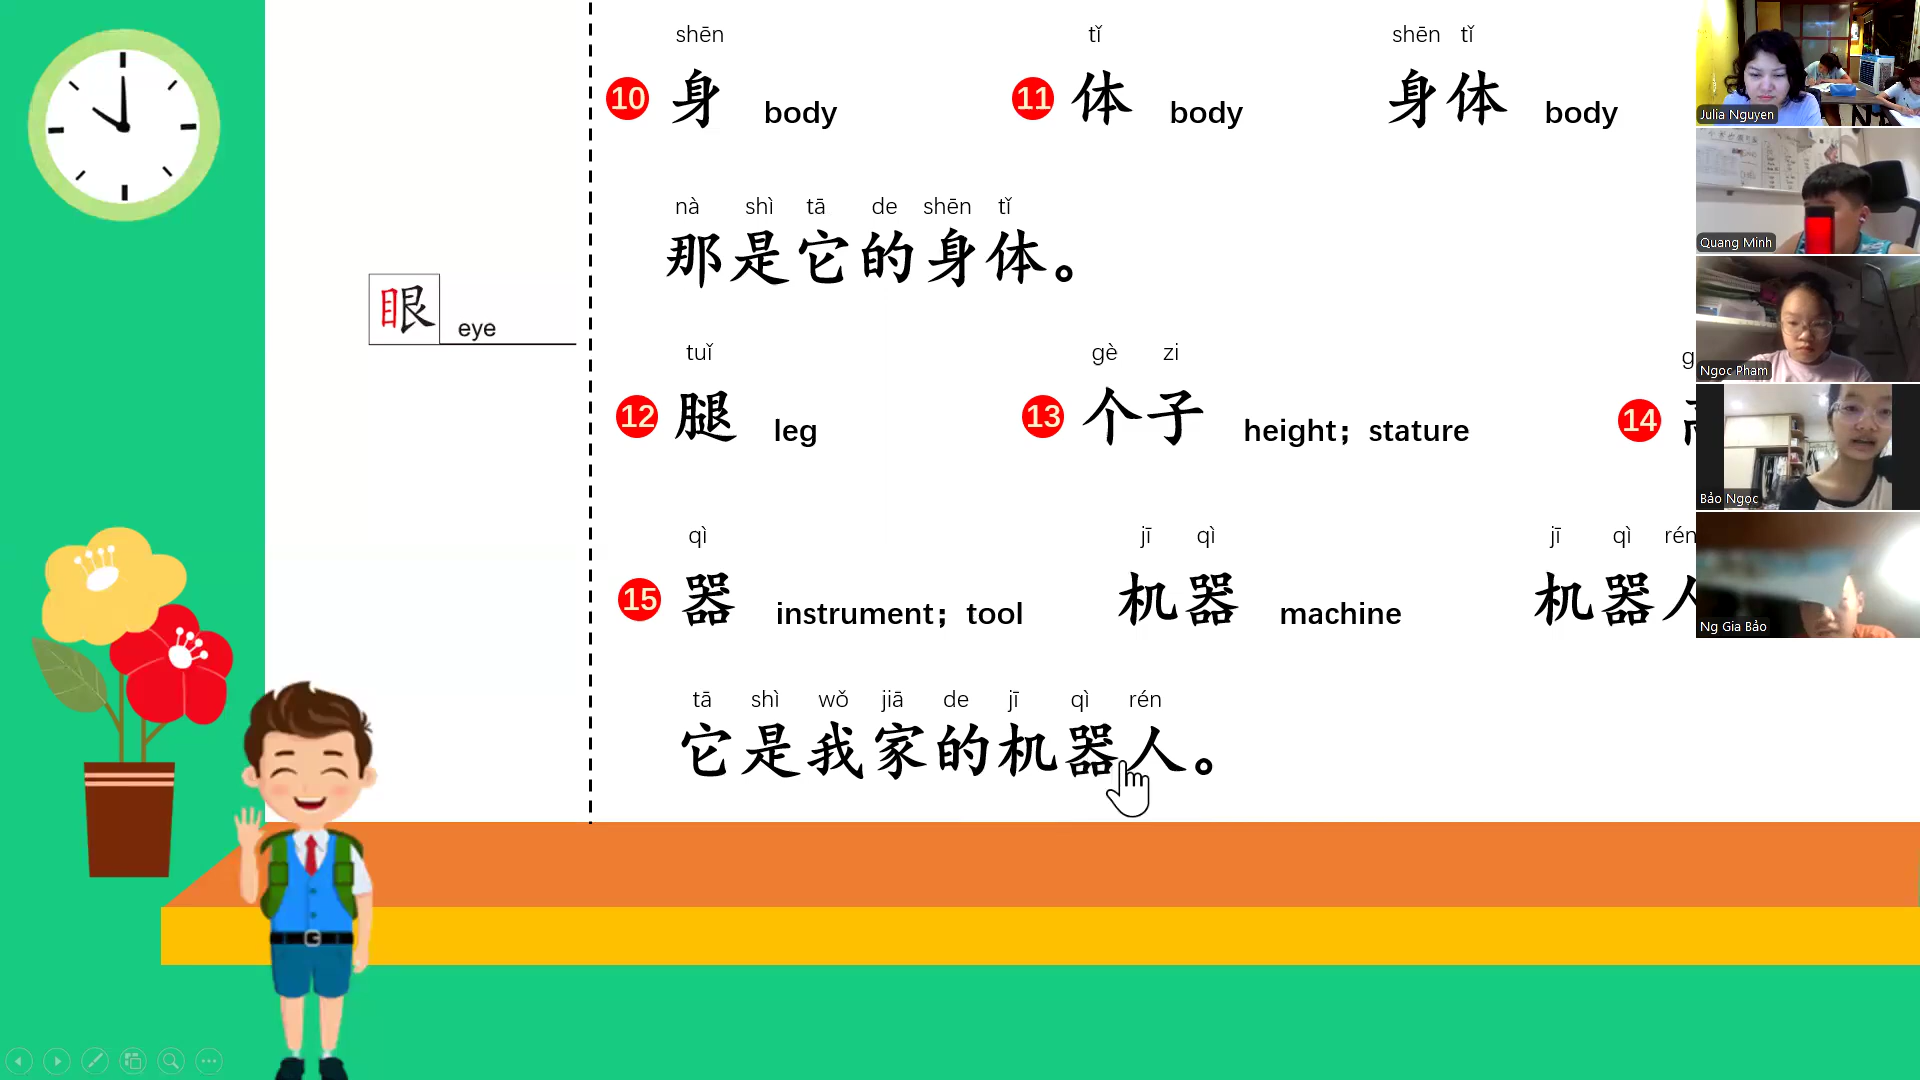 shēn tǐ shēn tǐ
10 身 body 11 体 body 身体 body
nà shì tā de shēn tǐ
那是它的身体。
眼 eye
tuǐ gè zi g
12 腿 leg 13 个子 height；stature 14
qì jī qì jī qì rén
15 器 instrument；tool 机器 machine 机器人
tā shì wǒ jiā de jī qì rén
它是我家的机器人。
Julia Nguyen
Quang Minh
Ngoc Pham
Bảo Ngọc
Ng Gia Bảo